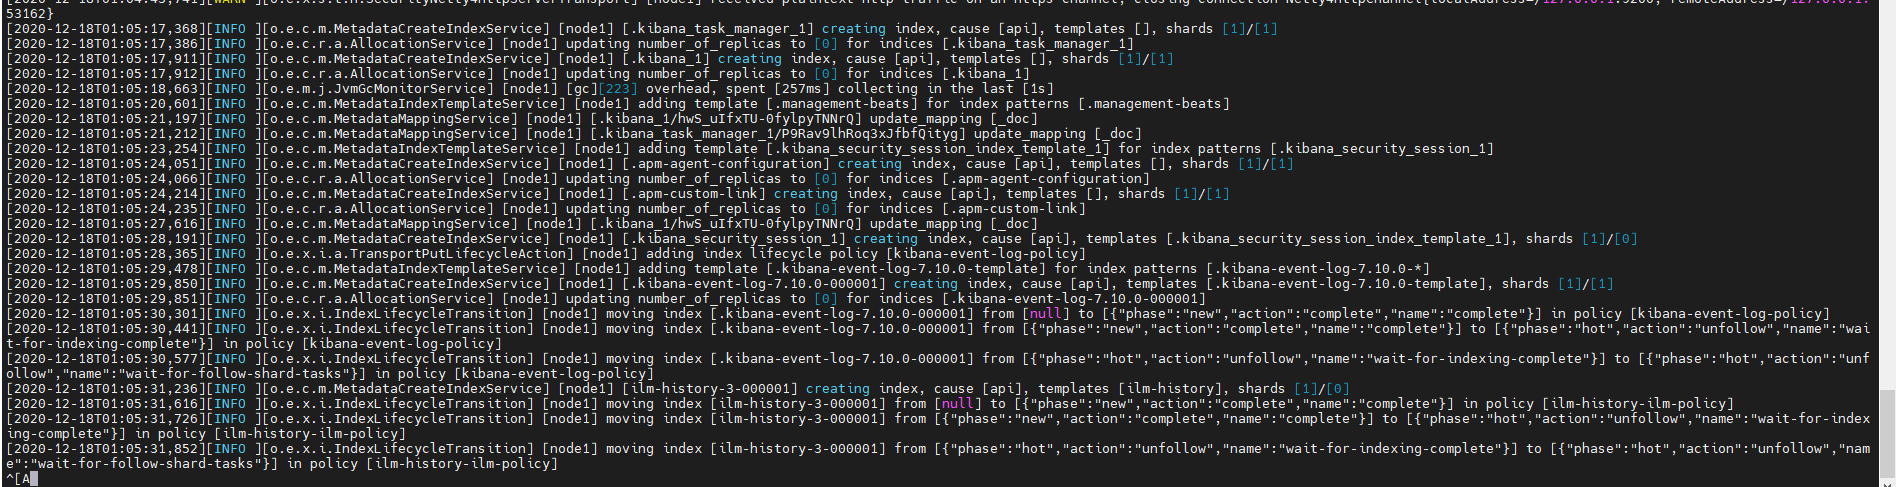 53162}
[2020-12-18T01:05:17,368][INFO ][o.e.c.m.MetadataCreateIndexService] [node1] [.kibana_task_manager_1] creating index, cause [api], templates [], shards [1]/[1]
[2020-12-18T01:05:17,386][INFO ][o.e.c.r.a.AllocationService] [node1] updating number_of_replicas to [0] for indices [.kibana_task_manager_1]
[2020-12-18T01:05:17,911][INFO ][o.e.c.m.MetadataCreateIndexService] [node1] [.kibana_1] creating index, cause [api], templates [], shards [1]/[1]
[2020-12-18T01:05:17,912][INFO ][o.e.c.r.a.AllocationService] [node1] updating number_of_replicas to [0] for indices [.kibana_1]
[2020-12-18T01:05:18,663][INFO ][o.e.m.j.JvmGcMonitorService] [node1] [gc][223] overhead, spent [257ms] collecting in the last [1s]
[2020-12-18T01:05:20,601][INFO ][o.e.c.m.MetadataIndexTemplateService] [node1] adding template [.management-beats] for index patterns [.management-beats]
[2020-12-18T01:05:21,197][INFO ][o.e.c.m.MetadataMappingService] [node1] [.kibana_1/hwS_uIfxTU-0fylpyTNNrQ] update_mapping [_doc]
[2020-12-18T01:05:21,212][INFO ][o.e.c.m.MetadataMappingService] [node1] [.kibana_task_manager_1/P9Rav9lhRoq3xJfbfQityg] update_mapping [_doc]
[2020-12-18T01:05:23,254][INFO ][o.e.c.m.MetadataIndexTemplateService] [node1] adding template [.kibana_security_session_index_template_1] for index patterns [.kibana_security_session_1]
[2020-12-18T01:05:24,051][INFO ][o.e.c.m.MetadataCreateIndexService] [node1] [.apm-agent-configuration] creating index, cause [api], templates [], shards [1]/[1]
[2020-12-18T01:05:24,066][INFO ][o.e.c.r.a.AllocationService] [node1] updating number_of_replicas to [0] for indices [.apm-agent-configuration]
[2020-12-18T01:05:24,214][INFO ][o.e.c.m.MetadataCreateIndexService] [node1] [.apm-custom-link] creating index, cause [api], templates [], shards [1]/[1]
[2020-12-18T01:05:24,235][INFO ][o.e.c.r.a.AllocationService] [node1] updating number_of_replicas to [0] for indices [.apm-custom-link]
[2020-12-18T01:05:27,616][INFO ][o.e.c.m.MetadataMappingService] [node1] [.kibana_1/hwS_uIfxTU-0fylpyTNNrQ] update_mapping [_doc]
[2020-12-18T01:05:28,191][INFO ][o.e.c.m.MetadataCreateIndexService] [node1] [.kibana_security_session_1] creating index, cause [api], templates [.kibana_security_session_index_template_1], shards [1]/[0]
[2020-12-18T01:05:28,365][INFO ][o.e.x.i.a.TransportPutLifecycleAction] [node1] adding index lifecycle policy [kibana-event-log-policy]
[2020-12-18T01:05:29,478][INFO ][o.e.c.m.MetadataIndexTemplateService] [node1] adding template [.kibana-event-log-7.10.0-template] for index patterns [.kibana-event-log-7.10.0-*]
[2020-12-18T01:05:29,850][INFO ][o.e.c.m.MetadataCreateIndexService] [node1] [.kibana-event-log-7.10.0-000001] creating index, cause [api], templates [.kibana-event-log-7.10.0-template], shards [1]/[1]
[2020-12-18T01:05:29,851][INFO ][o.e.c.r.a.AllocationService] [node1] updating number_of_replicas to [0] for indices [.kibana-event-log-7.10.0-000001]
[2020-12-18T01:05:30,301][INFO ][o.e.x.i.IndexLifecycleTransition] [node1] moving index [.kibana-event-log-7.10.0-000001] from [null] to [{"phase":"new","action":"complete","name":"complete"}] in policy [kibana-event-log-policy]
[2020-12-18T01:05:30,441][INFO ][o.e.x.i.IndexLifecycleTransition] [node1] moving index [.kibana-event-log-7.10.0-000001] from [{"phase":"new","action":"complete","name":"complete"}] to [{"phase":"hot","action":"unfollow","name":"wai
t-for-indexing-complete"}] in policy [kibana-event-log-policy]
[2020-12-18T01:05:30,577][INFO ][o.e.x.i.IndexLifecycleTransition] [node1] moving index [.kibana-event-log-7.10.0-000001] from [{"phase":"hot","action":"unfollow","name":"wait-for-indexing-complete"}] to [{"phase":"hot","action":"unf
ollow","name":"wait-for-follow-shard-tasks"}] in policy [kibana-event-log-policy]
[2020-12-18T01:05:31,236][INFO ][o.e.c.m.MetadataCreateIndexService] [node1] [ilm-history-3-000001] creating index, cause [api], templates [ilm-history], shards [1]/[0]
[2020-12-18T01:05:31,616][INFO ][o.e.x.i.IndexLifecycleTransition] [node1] moving index [ilm-history-3-000001] from [null] to [{"phase":"new","action":"complete","name":"complete"}] in policy [ilm-history-ilm-policy]
[2020-12-18T01:05:31,726][INFO ][o.e.x.i.IndexLifecycleTransition] [node1] moving index [ilm-history-3-000001] from [{"phase":"new","action":"complete","name":"complete"}] to [{"phase":"hot","action":"unfollow","name":"wait-for-index
ing-complete"}] in policy [ilm-history-ilm-policy]
[2020-12-18T01:05:31,852][INFO ][o.e.x.i.IndexLifecycleTransition] [node1] moving index [ilm-history-3-000001] from [{"phase":"hot","action":"unfollow","name":"wait-for-indexing-complete"}] to [{"phase":"hot","action":"unfollow","nam
e":"wait-for-follow-shard-tasks"}] in policy [ilm-history-ilm-policy]
^[A